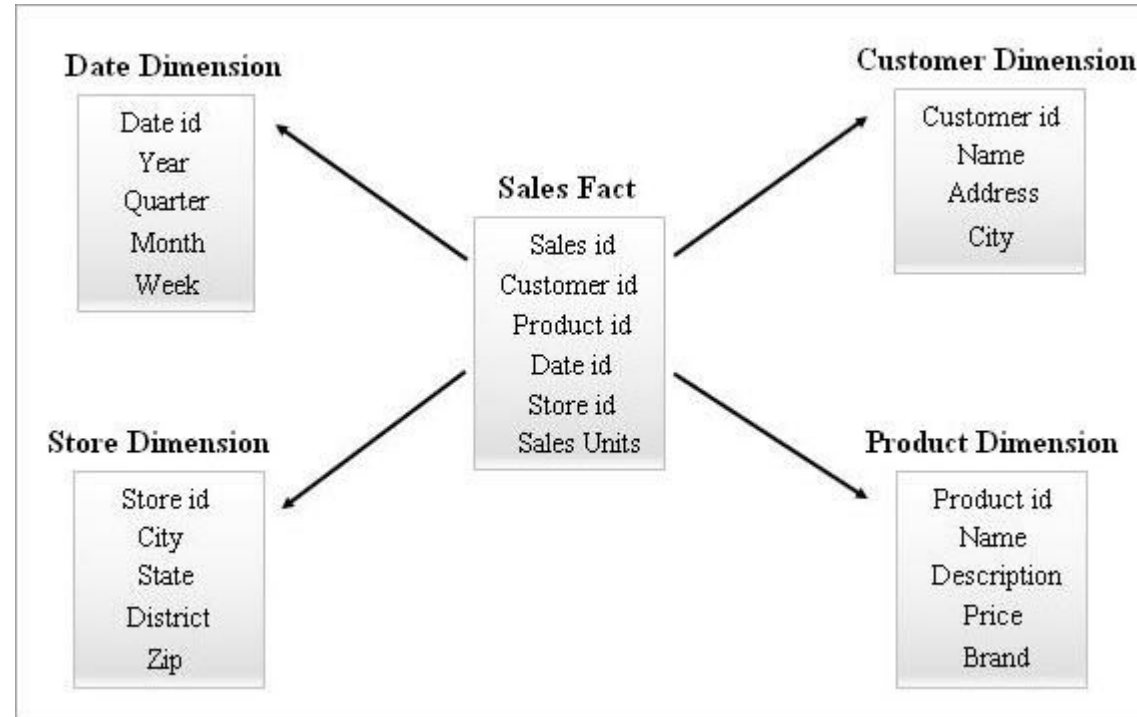 Date Dimension
Date id
Year
Quarter
Month
Week
Customer Dimension
Customer id
Name
Address
City
Sales Fact
Sales id
Customer id
Product id
Date id
Store id
Sales Units
Store Dimension
Store id
City
State
District
Zip
Product Dimension
Product id
Name
Description
Price
Brand